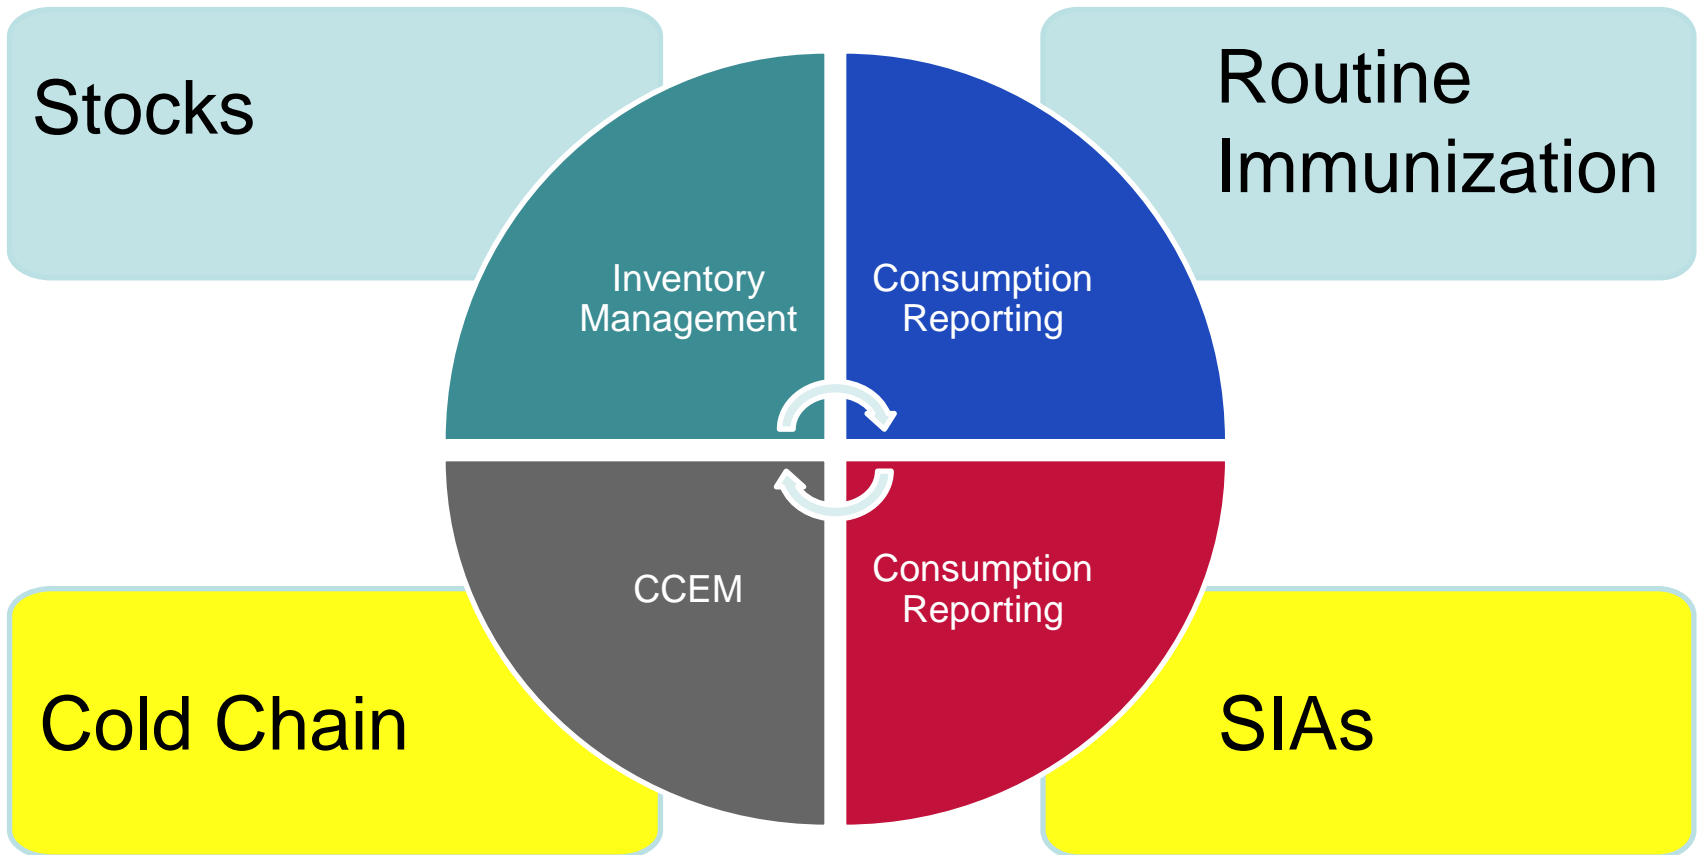 Stocks
Routine
Immunization
Inventory
Management
Consumption
Reporting
CCEM
Consumption
Reporting
Cold Chain
SIAs